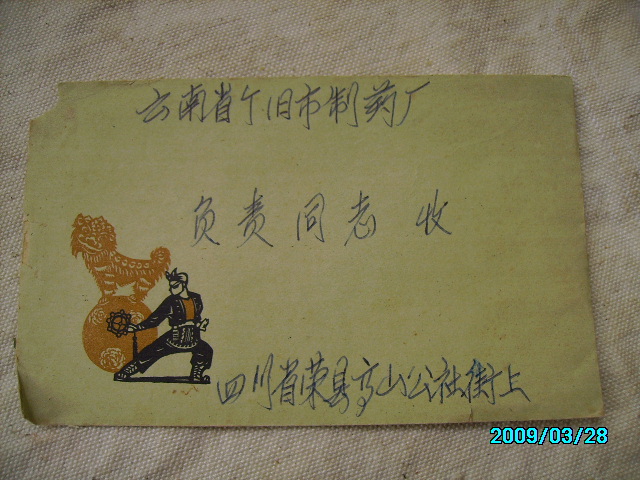 云南省个旧市制药厂
负责同志 收
四川省荣县高山公社街上
2009/03/28